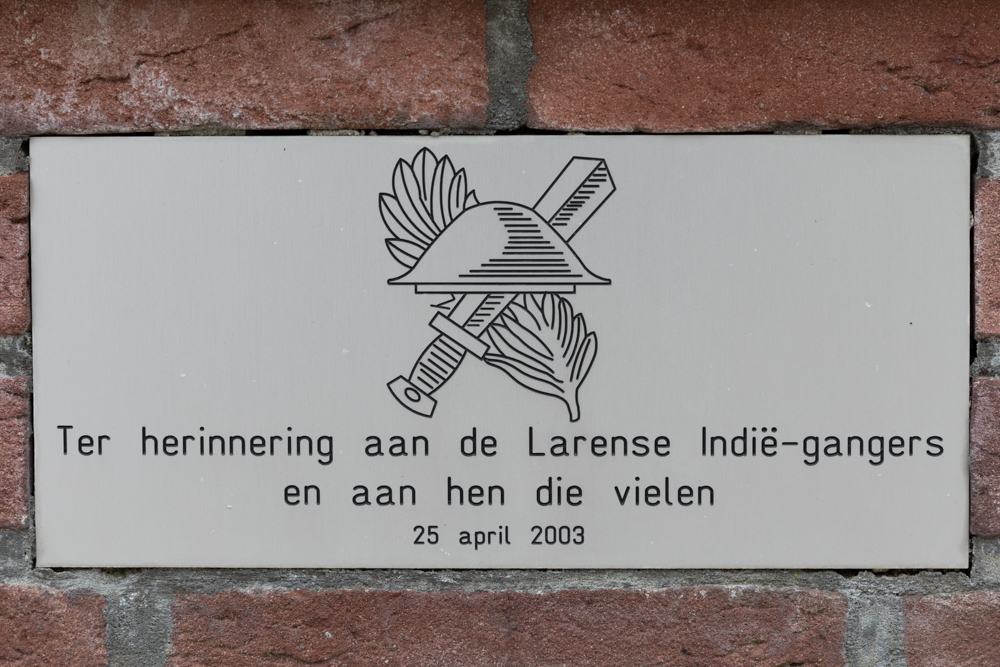 Ter herinnering aan de Larense Indië-gangers
en aan hen die vielen
25 april 2003